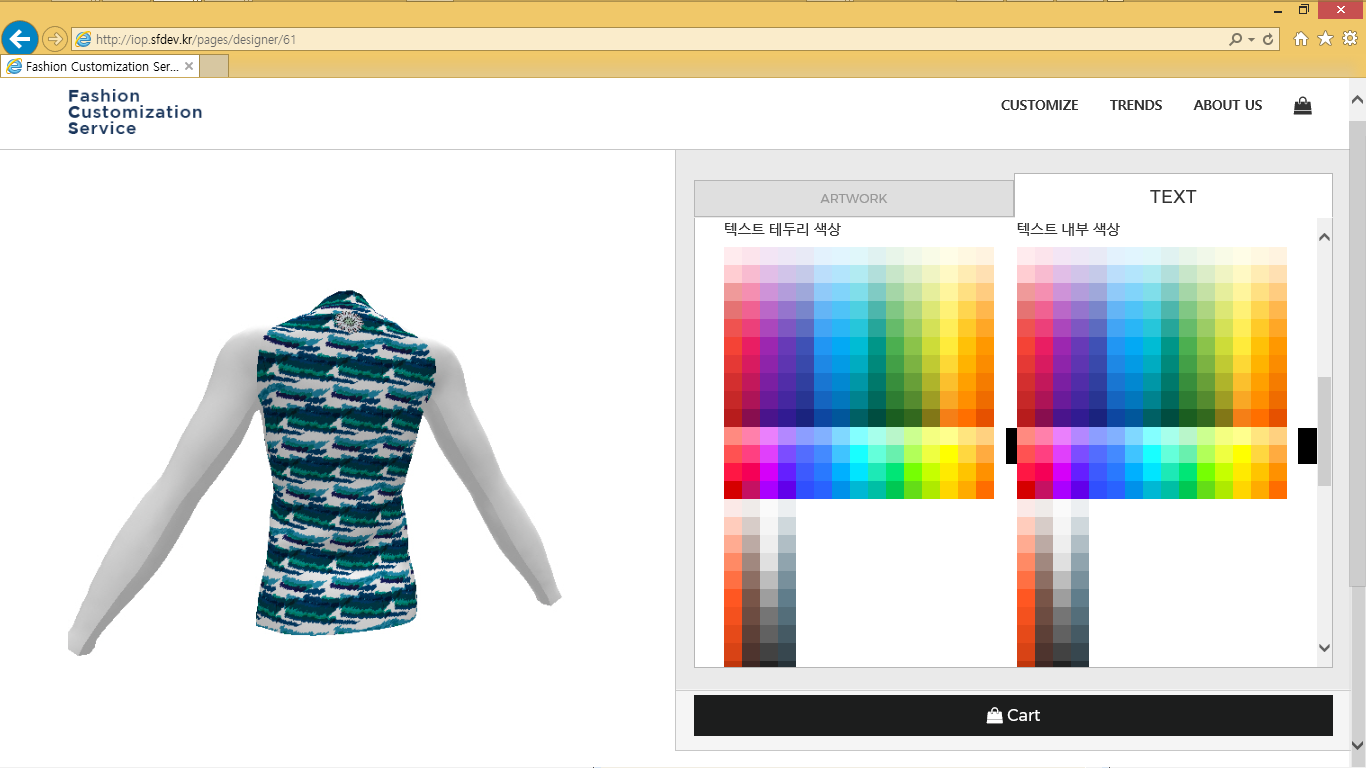 http://iop.sfdev.kr/pages/designer/61
Fashion Customization Ser...
Fashion
Customization
Service
CUSTOMIZE TRENDS ABOUT US
ARTWORK TEXT
텍스트 테두리 색상 텍스트 내부 색상
Cart